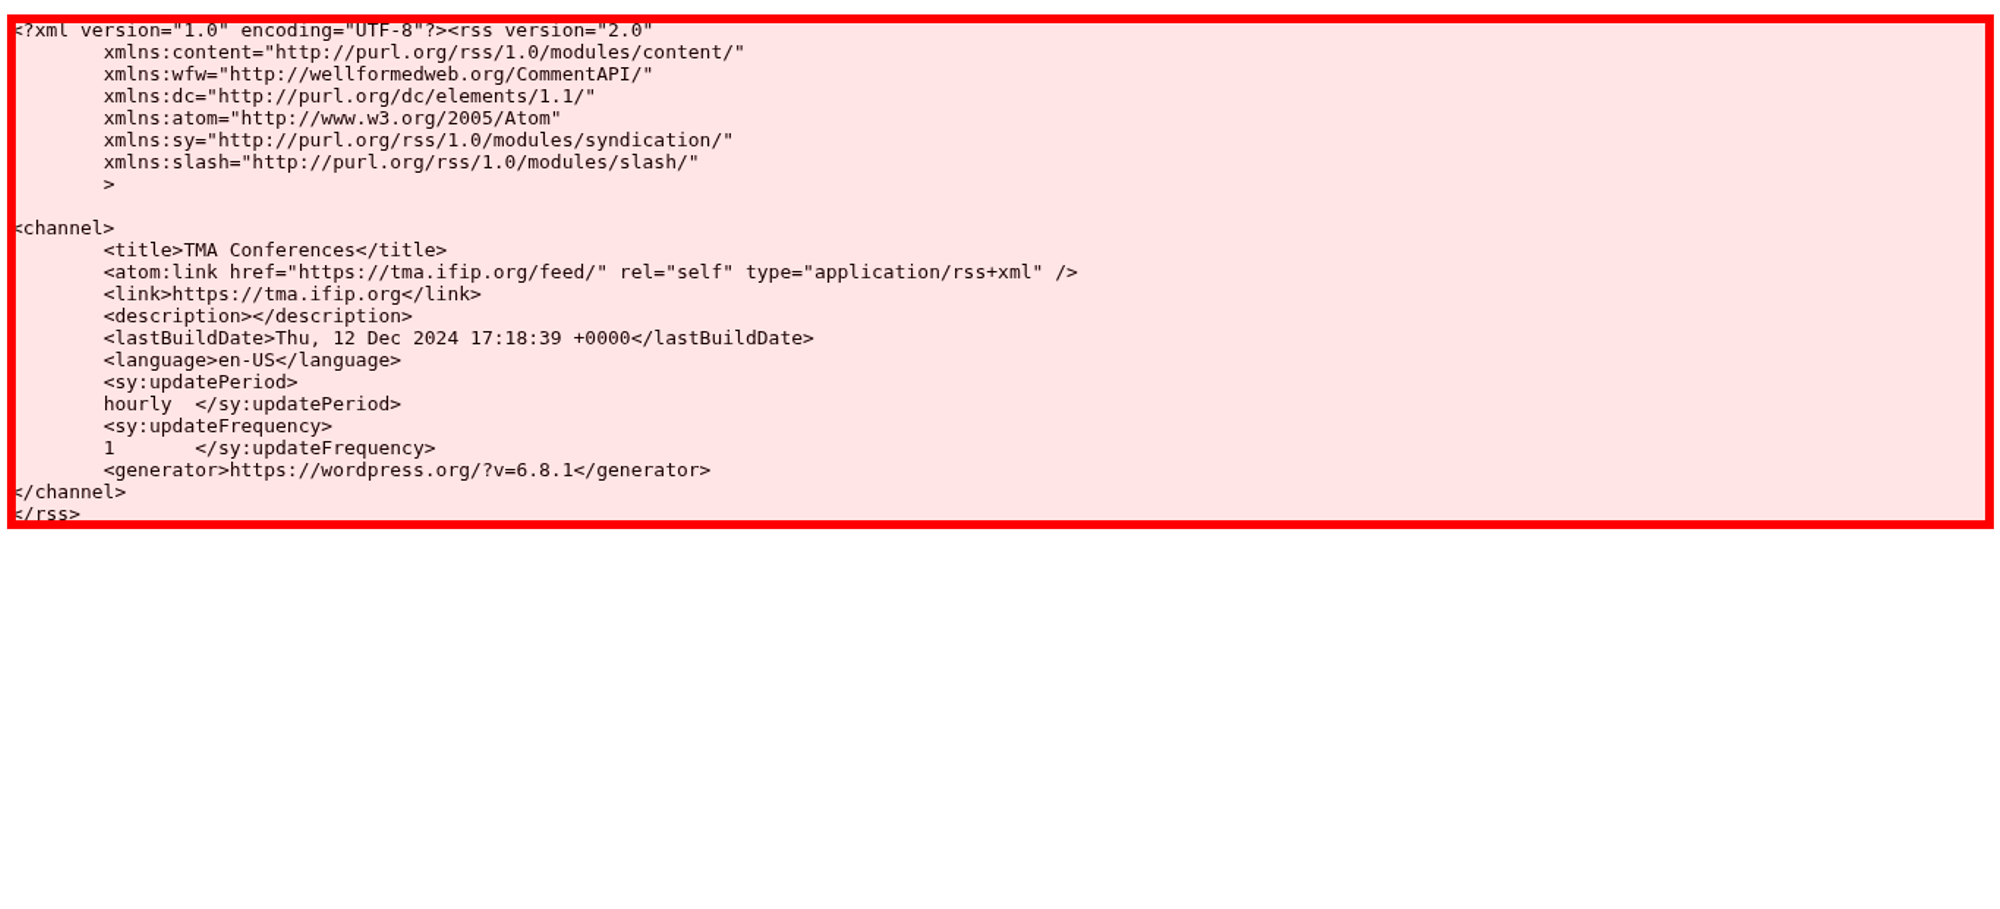 <?xml version="1.0" encoding="UTF-8"?><rss version="2.0"
	xmlns:content="http://purl.org/rss/1.0/modules/content/"
	xmlns:wfw="http://wellformedweb.org/CommentAPI/"
	xmlns:dc="http://purl.org/dc/elements/1.1/"
	xmlns:atom="http://www.w3.org/2005/Atom"
	xmlns:sy="http://purl.org/rss/1.0/modules/syndication/"
	xmlns:slash="http://purl.org/rss/1.0/modules/slash/"
	>

<channel>
	<title>TMA Conferences</title>
	<atom:link href="https://tma.ifip.org/feed/" rel="self" type="application/rss+xml" />
	<link>https://tma.ifip.org</link>
	<description></description>
	<lastBuildDate>Thu, 12 Dec 2024 17:18:39 +0000</lastBuildDate>
	<language>en-US</language>
	<sy:updatePeriod>
	hourly	</sy:updatePeriod>
	<sy:updateFrequency>
	1	</sy:updateFrequency>
	<generator>https://wordpress.org/?v=6.8.1</generator>
</channel>
</rss>